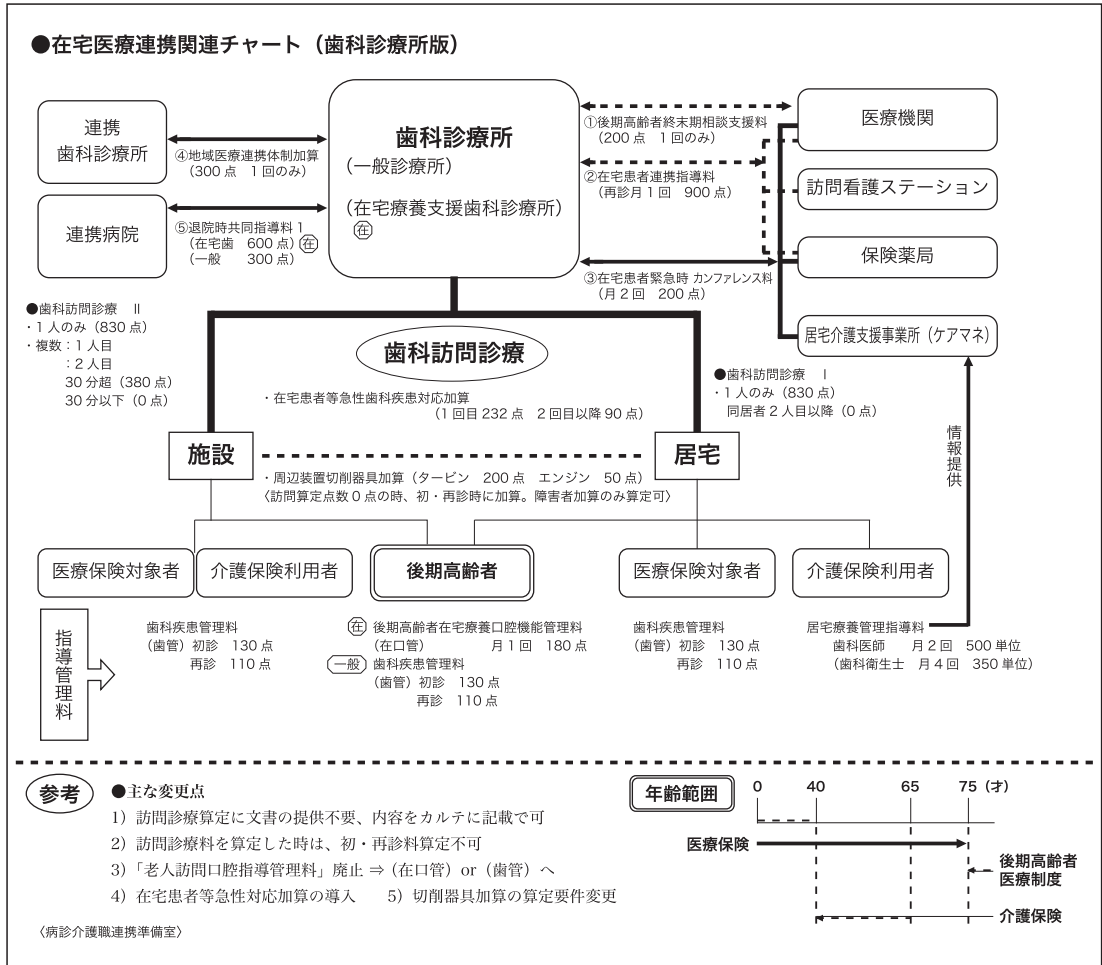 ●在宅医療連携関連チャート（歯科診療所版）
連携
歯科診療所
④地域医療連携体制加算
（300点　1回のみ）
連携病院
⑤退院時共同指導料1
（在宅歯　600点）在
（一般　　300点）
歯科診療所
（一般診療所）
（在宅療養支援歯科診療所）
在
①後期高齢者終末期相談支援料
（200点　1回のみ）
②在宅患者連携指導料
（再診月1回　900点）
③在宅患者緊急時 カンファレンス料
（月2回　200点）
医療機関
訪問看護ステーション
保険薬局
居宅介護支援事業所（ケアマネ）
情報提供
●歯科訪問診療　Ⅱ
・1人のみ（830点）
・複数：1人目
：2人目
30分超（380点）
30分以下（0点）
歯科訪問診療
・在宅患者等急性歯科疾患対応加算
（1回目 232点　2回目以降 90点）
●歯科訪問診療　Ⅰ
・1人のみ（830点）
同居者2人目以降（0点）
施設
居宅
・周辺装置切削器具加算（タービン　200点　エンジン　50点）
〈訪問算定点数0点の時、初・再診時に加算。障害者加算のみ算定可〉
医療保険対象者
介護保険利用者
後期高齢者
医療保険対象者
介護保険利用者
指導管理料
歯科疾患管理料
（歯管）初診　130点
再診　110点
在 後期高齢者在宅療養口腔機能管理料
（在口管）　月1回　180点
一般 歯科疾患管理料
（歯管）初診　130点
再診　110点
歯科疾患管理料
（歯管）初診　130点
再診　110点
居宅療養管理指導料
歯科医師　月2回　500単位
（歯科衛生士　月4回　350単位）
参考
●主な変更点
1）訪問診療算定に文書の提供不要、内容をカルテに記載で可
2）訪問診療料を算定した時は、初・再診料算定不可
3）「老人訪問口腔指導管理料」廃止 ⇒（在口管）or（歯管）へ
4）在宅患者等急性対応加算の導入　5）切削器具加算の算定要件変更
〈病診介護職連携準備室〉
年齢範囲
0　40　65　75（才）
医療保険
後期高齢者
医療制度
介護保険